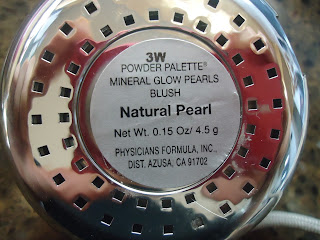 3W
POWDER PALETTE®
MINERAL GLOW PEARLS
BLUSH
Natural Pearl
Net Wt. 0.15 Oz/ 4.5 g
PHYSICIANS FORMULA, INC.,
DIST. AZUSA, CA 91702